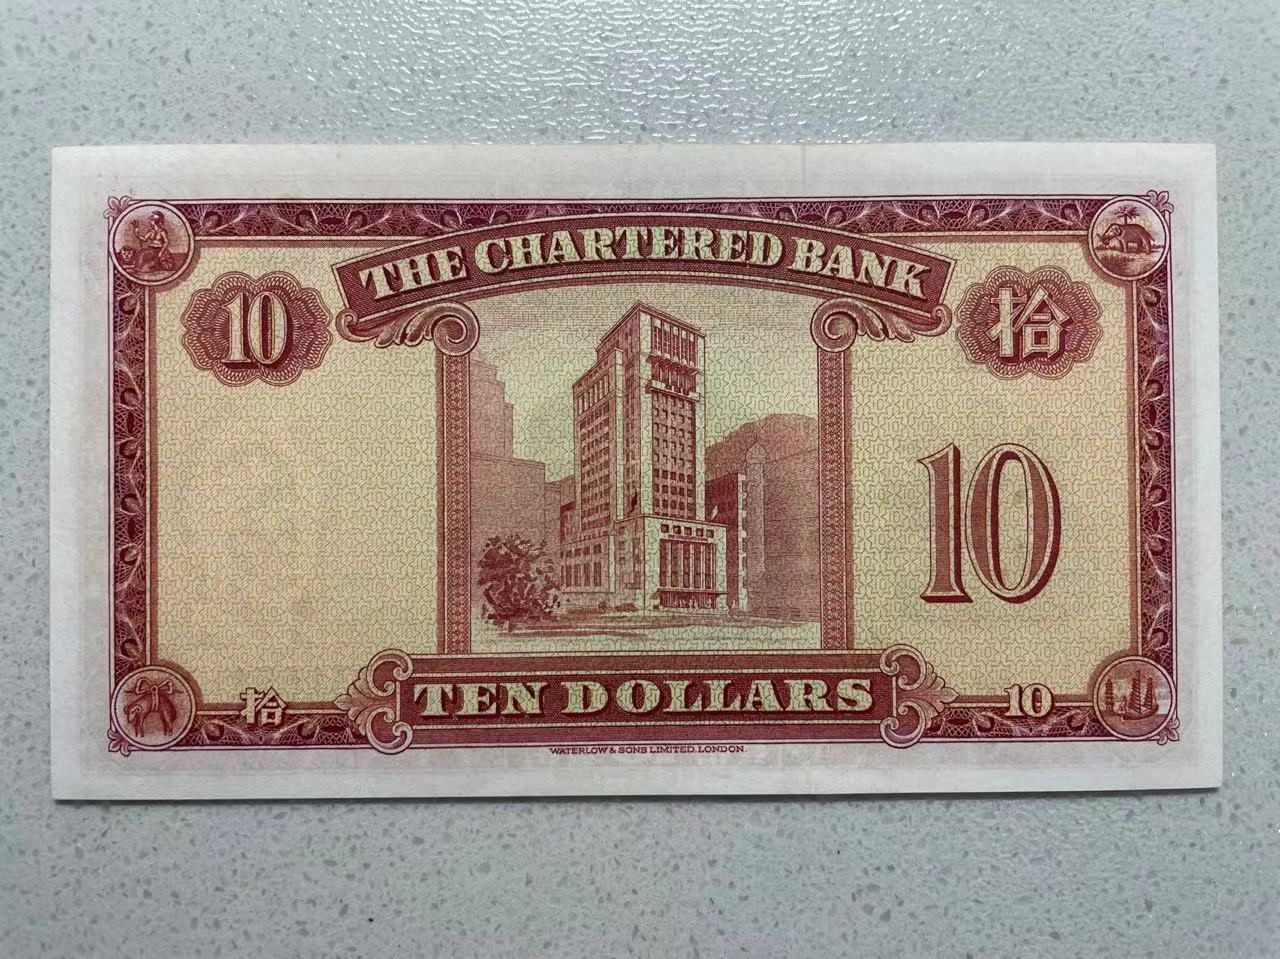 THE CHARTERED BANK
10
拾
10
TEN DOLLARS
拾
10
WATERLOW & SONS LIMITED. LONDON.